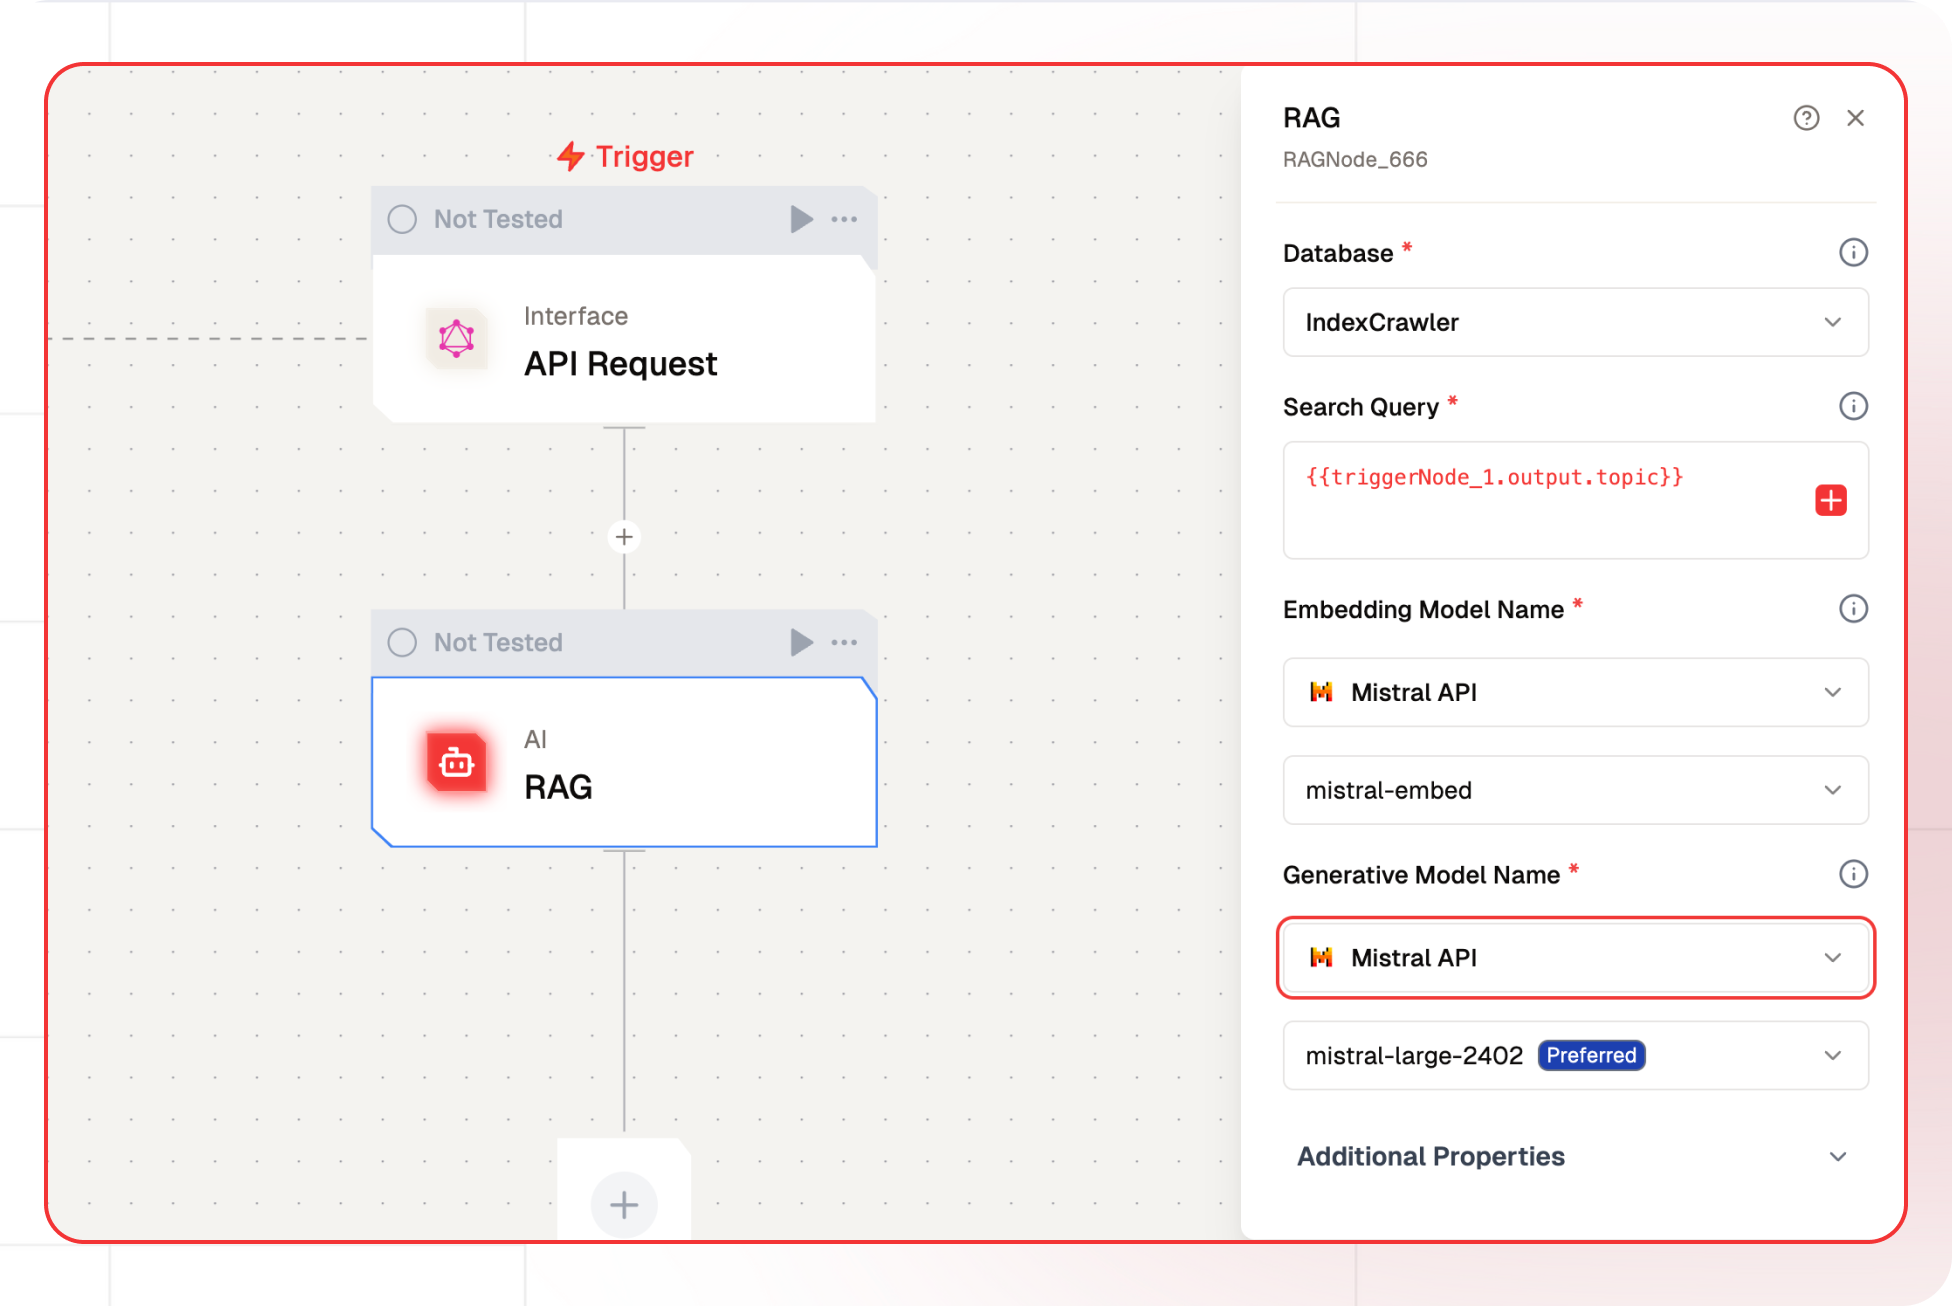 Trigger
Not Tested
Interface
API Request
Not Tested
AI
RAG
RAG
RAGNode_666
Database *
IndexCrawler
Search Query *
{{triggerNode_1.output.topic}}
Embedding Model Name *
Mistral API
mistral-embed
Generative Model Name *
Mistral API
mistral-large-2402 Preferred
Additional Properties